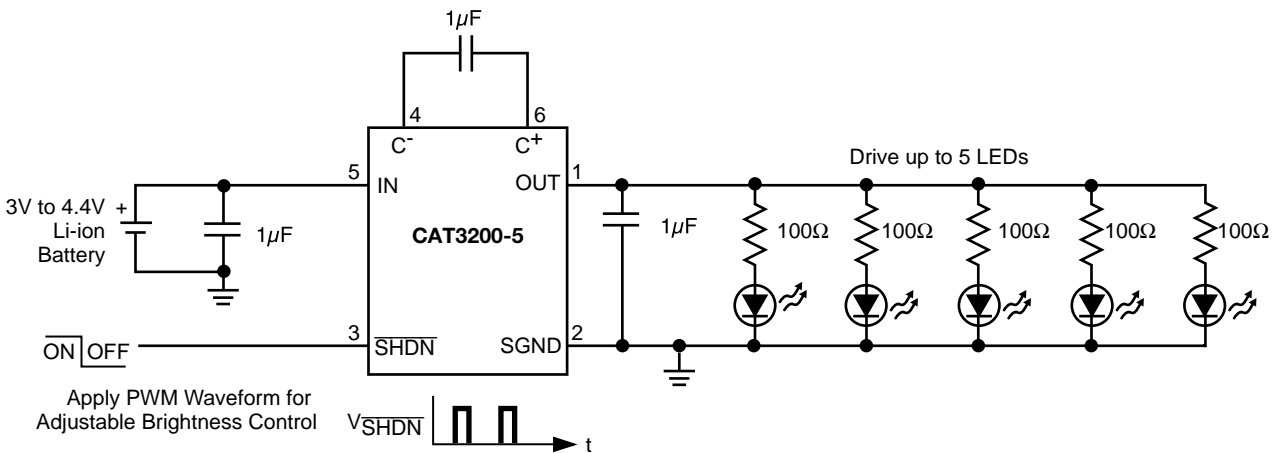 1µF
4
6
C-
C+
Drive up to 5 LEDs
5
IN
OUT
1
3V to 4.4V
Li-ion
Battery
+
1µF
CAT3200-5
1µF
100Ω
100Ω
100Ω
100Ω
100Ω
ON OFF
3
SHDN
SGND
2
Apply PWM Waveform for
Adjustable Brightness Control
VSHDN
t